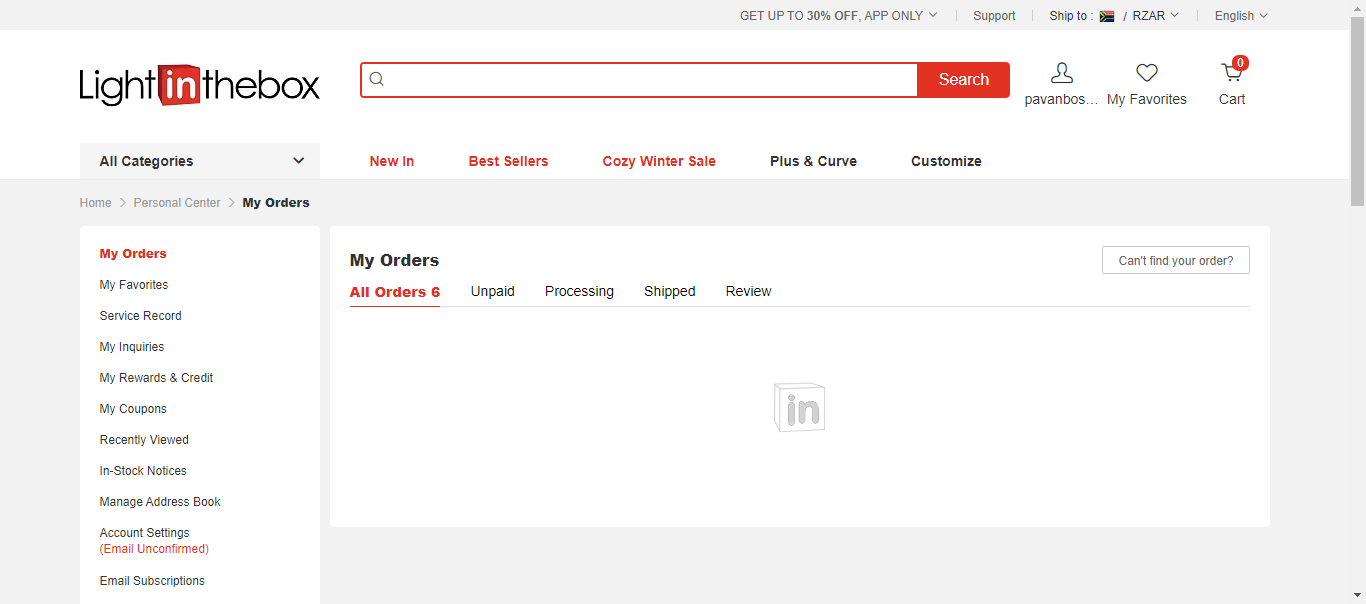 GET UP TO 30% OFF, APP ONLY
Support
Ship to : / RZAR
English
Lightinthebox
Search
pavanbos...
My Favorites
0
Cart
All Categories
New In
Best Sellers
Cozy Winter Sale
Plus & Curve
Customize
Home > Personal Center > My Orders
My Orders
My Favorites
Service Record
My Inquiries
My Rewards & Credit
My Coupons
Recently Viewed
In-Stock Notices
Manage Address Book
Account Settings
(Email Unconfirmed)
Email Subscriptions
My Orders
Can't find your order?
All Orders 6
Unpaid
Processing
Shipped
Review
in